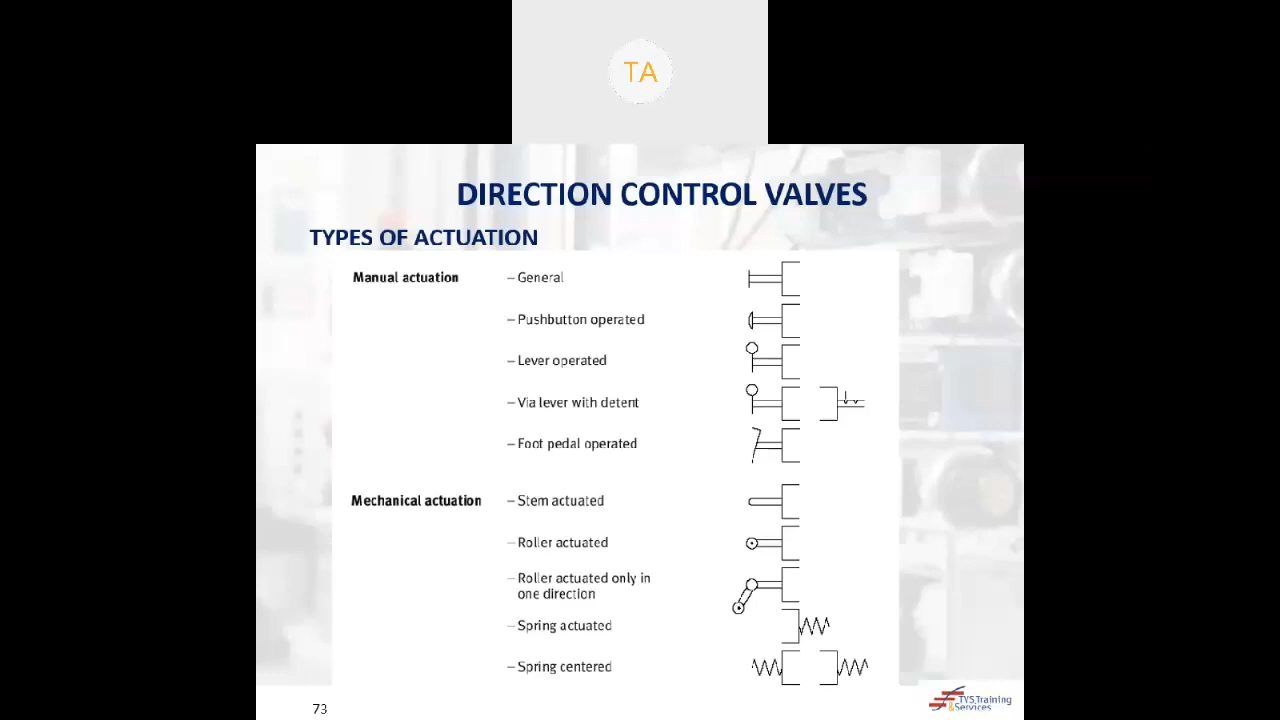 TA
DIRECTION CONTROL VALVES
TYPES OF ACTUATION
Manual actuation – General
– Pushbutton operated
– Lever operated
– Via lever with detent
– Foot pedal operated
Mechanical actuation – Stem actuated
– Roller actuated
– Roller actuated only in
one direction
– Spring actuated
– Spring centered
73
TVS Training
&Services